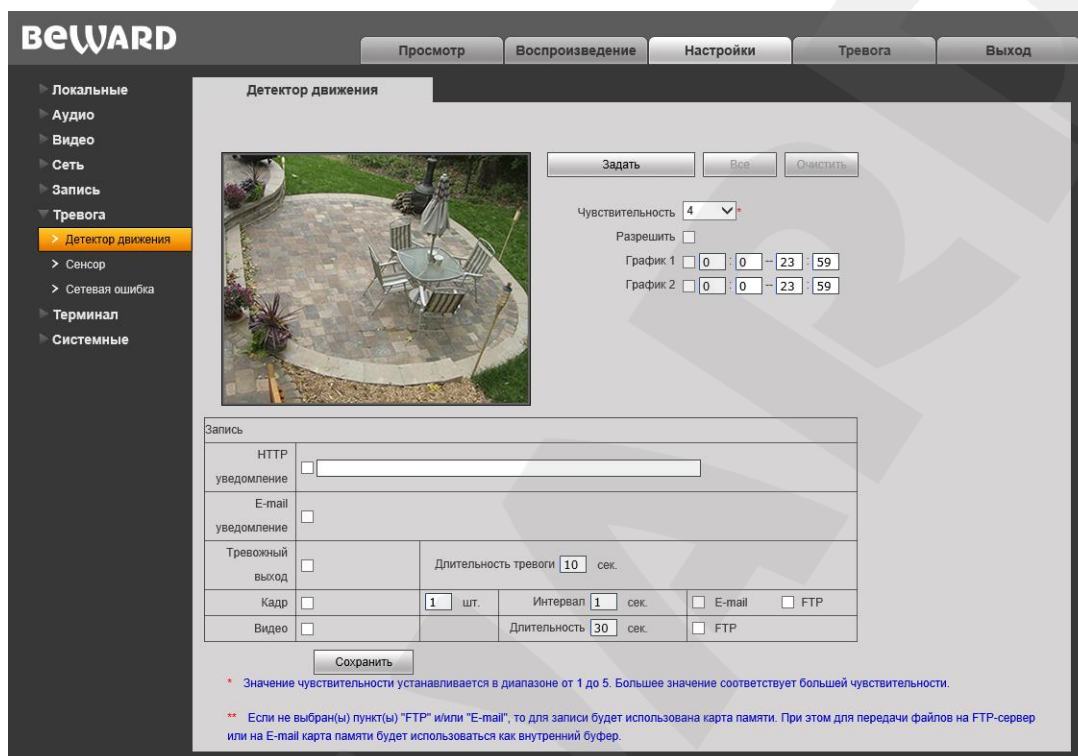 BEWARD
Просмотр Воспроизведение Настройки Тревога Выход
Локальные
Аудио
Видео
Сеть
Запись
Тревога
Детектор движения
Сенсор
Сетевая ошибка
Терминал
Системные
Детектор движения
Задать Все Очистить
Чувствительность 4 *
Разрешить
График 1 0 : 0 -- 23 : 59
График 2 0 : 0 -- 23 : 59
Запись
HTTP
уведомление
E-mail
уведомление
Тревожный
выход
Длительность тревоги 10 сек.
Кадр 1 шт. Интервал 1 сек. E-mail FTP
Видео Длительность 30 сек. FTP
Сохранить
* Значение чувствительности устанавливается в диапазоне от 1 до 5. Большее значение соответствует большей чувствительности.
** Если не выбран(ы) пункт(ы) "FTP" и/или "E-mail", то для записи будет использована карта памяти. При этом для передачи файлов на FTP-сервер
или на E-mail карта памяти будет использоваться как внутренний буфер.